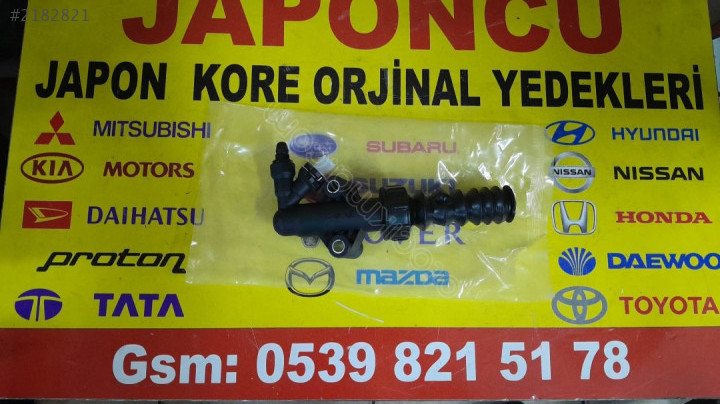 #2182821
JAPONCU
JAPON KORE ORJİNAL YEDEKLERİ
MITSUBISHI
SUBARU
HYUNDAI
KIA MOTORS
SUZUKI
NISSAN
NISSAN
DAIHATSU
HONDA
proton
DAEWOO
mazda
TATA
TOYOTA
Gsm: 0539 821 51 78